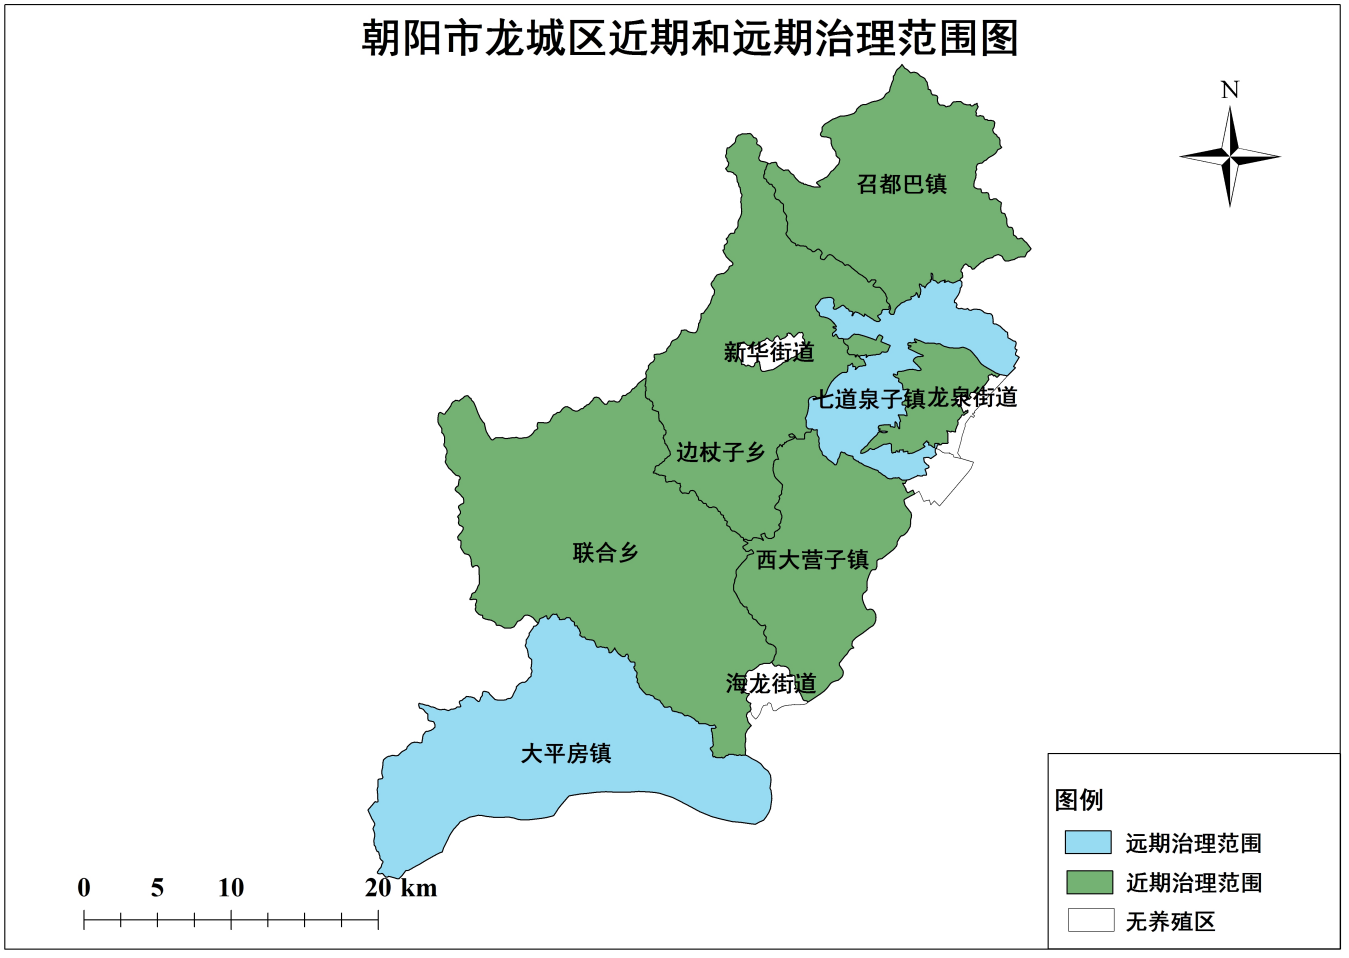 朝阳市龙城区近期和远期治理范围图
N
召都巴镇
新华街道
七道泉子镇
龙泉街道
边杖子乡
联合乡
西大营子镇
海龙街道
大平房镇
图例
远期治理范围
近期治理范围
无养殖区
0 5 10 20 km